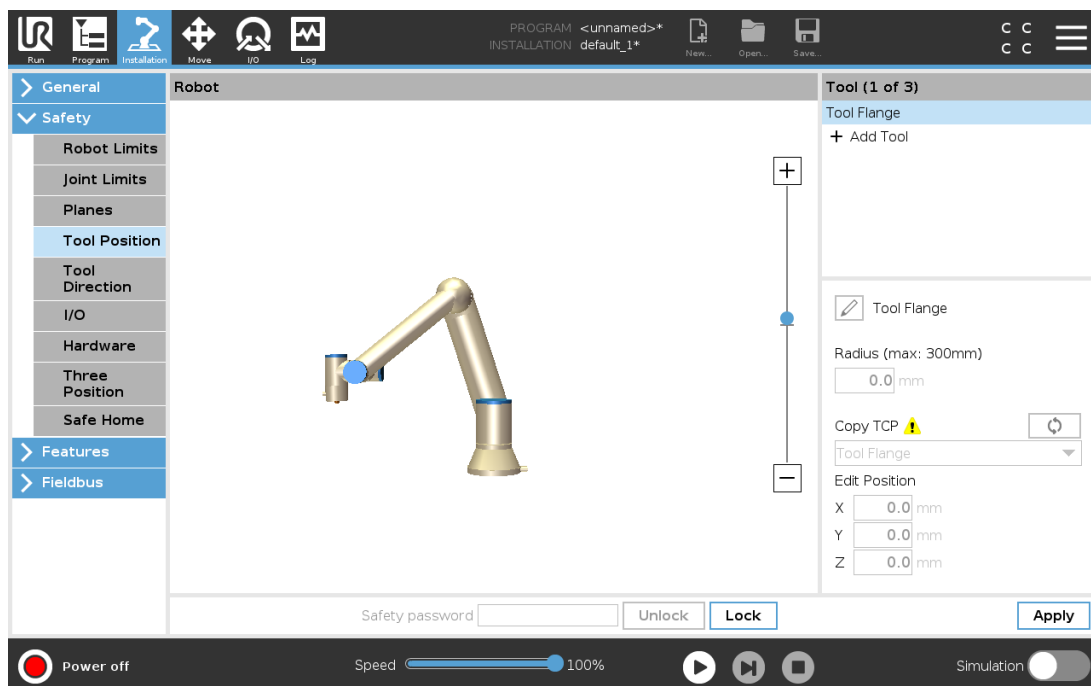 PROGRAM <unnamed>*
INSTALLATION default_1*
UR
Run
Program
Installation
Move
I/O
Log
New...
Open...
Save...
C C
C C
General
Safety
Robot Limits
Joint Limits
Planes
Tool Position
Tool
Direction
I/O
Hardware
Three
Position
Safe Home
Features
Fieldbus
Robot
Tool (1 of 3)
Tool Flange
+ Add Tool
Tool Flange
Radius (max: 300mm)
0.0 mm
Copy TCP
Tool Flange
Edit Position
X 0.0 mm
Y 0.0 mm
Z 0.0 mm
Safety password
Unlock
Lock
Apply
Power off
Speed
100%
Simulation